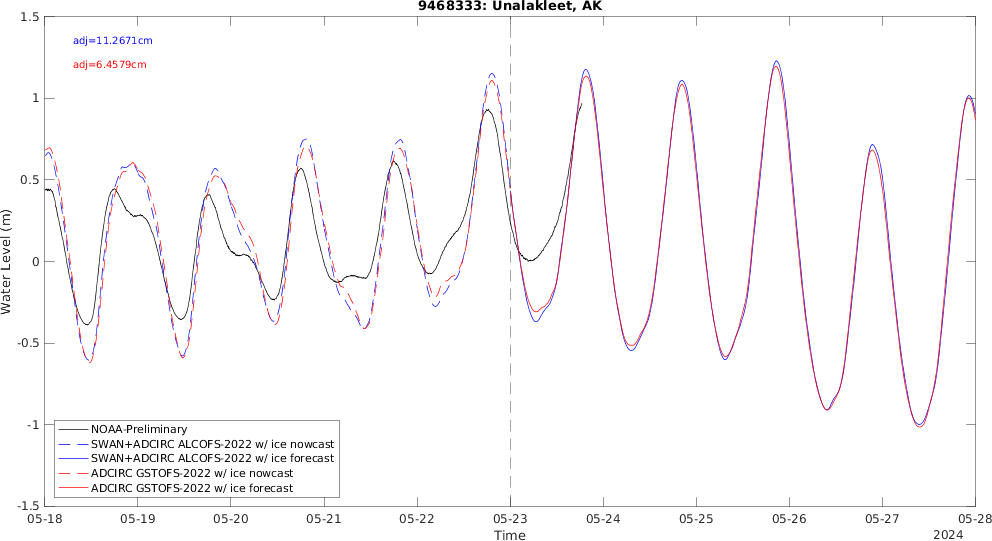 9468333: Unalakleet, AK
1.5
adj=11.2671cm
adj=6.4579cm
1
0.5
0
-0.5
-1
-1.5
Water Level (m)
NOAA-Preliminary
SWAN+ADCIRC ALCOFS-2022 w/ ice nowcast
SWAN+ADCIRC ALCOFS-2022 w/ ice forecast
ADCIRC GSTOFS-2022 w/ ice nowcast
ADCIRC GSTOFS-2022 w/ ice forecast
05-18 05-19 05-20 05-21 05-22 05-23 05-24 05-25 05-26 05-27 05-28
Time
2024